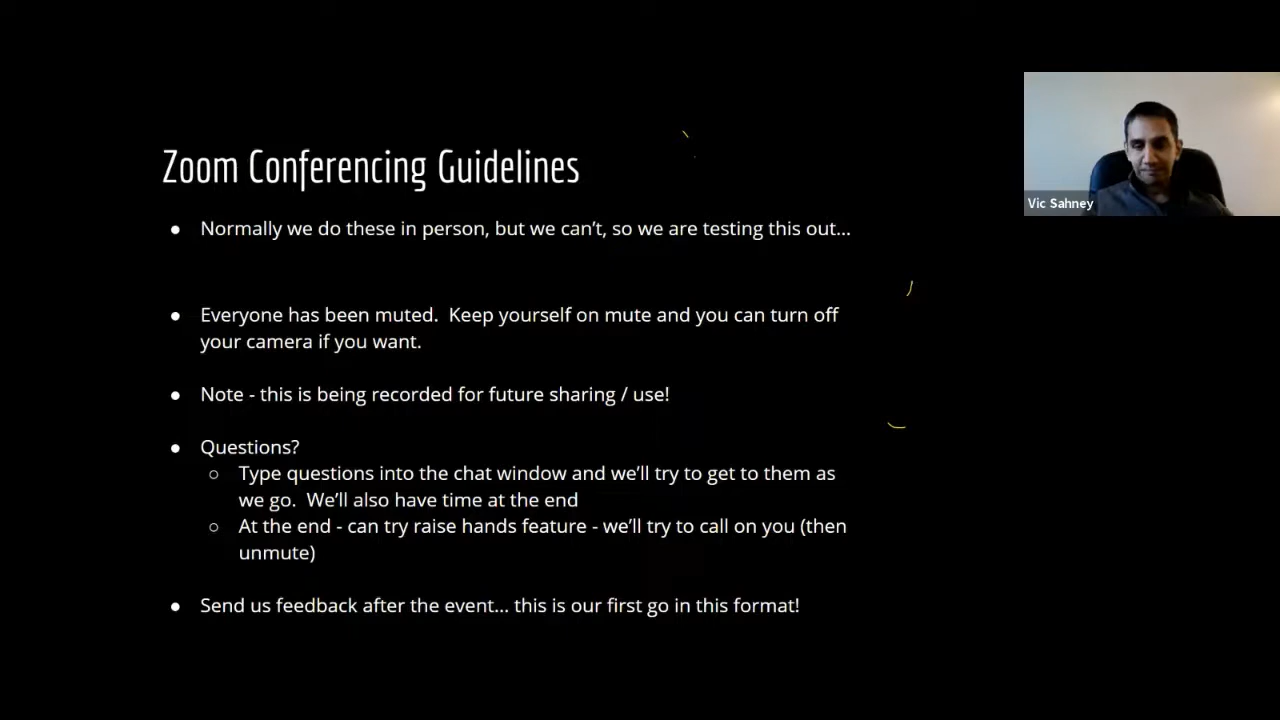 Zoom Conferencing Guidelines
● Normally we do these in person, but we can't, so we are testing this out...
● Everyone has been muted.  Keep yourself on mute and you can turn off
your camera if you want.
● Note - this is being recorded for future sharing / use!
● Questions?
○ Type questions into the chat window and we'll try to get to them as
we go.  We'll also have time at the end
○ At the end - can try raise hands feature - we'll try to call on you (then
unmute)
● Send us feedback after the event... this is our first go in this format!
Vic Sahney